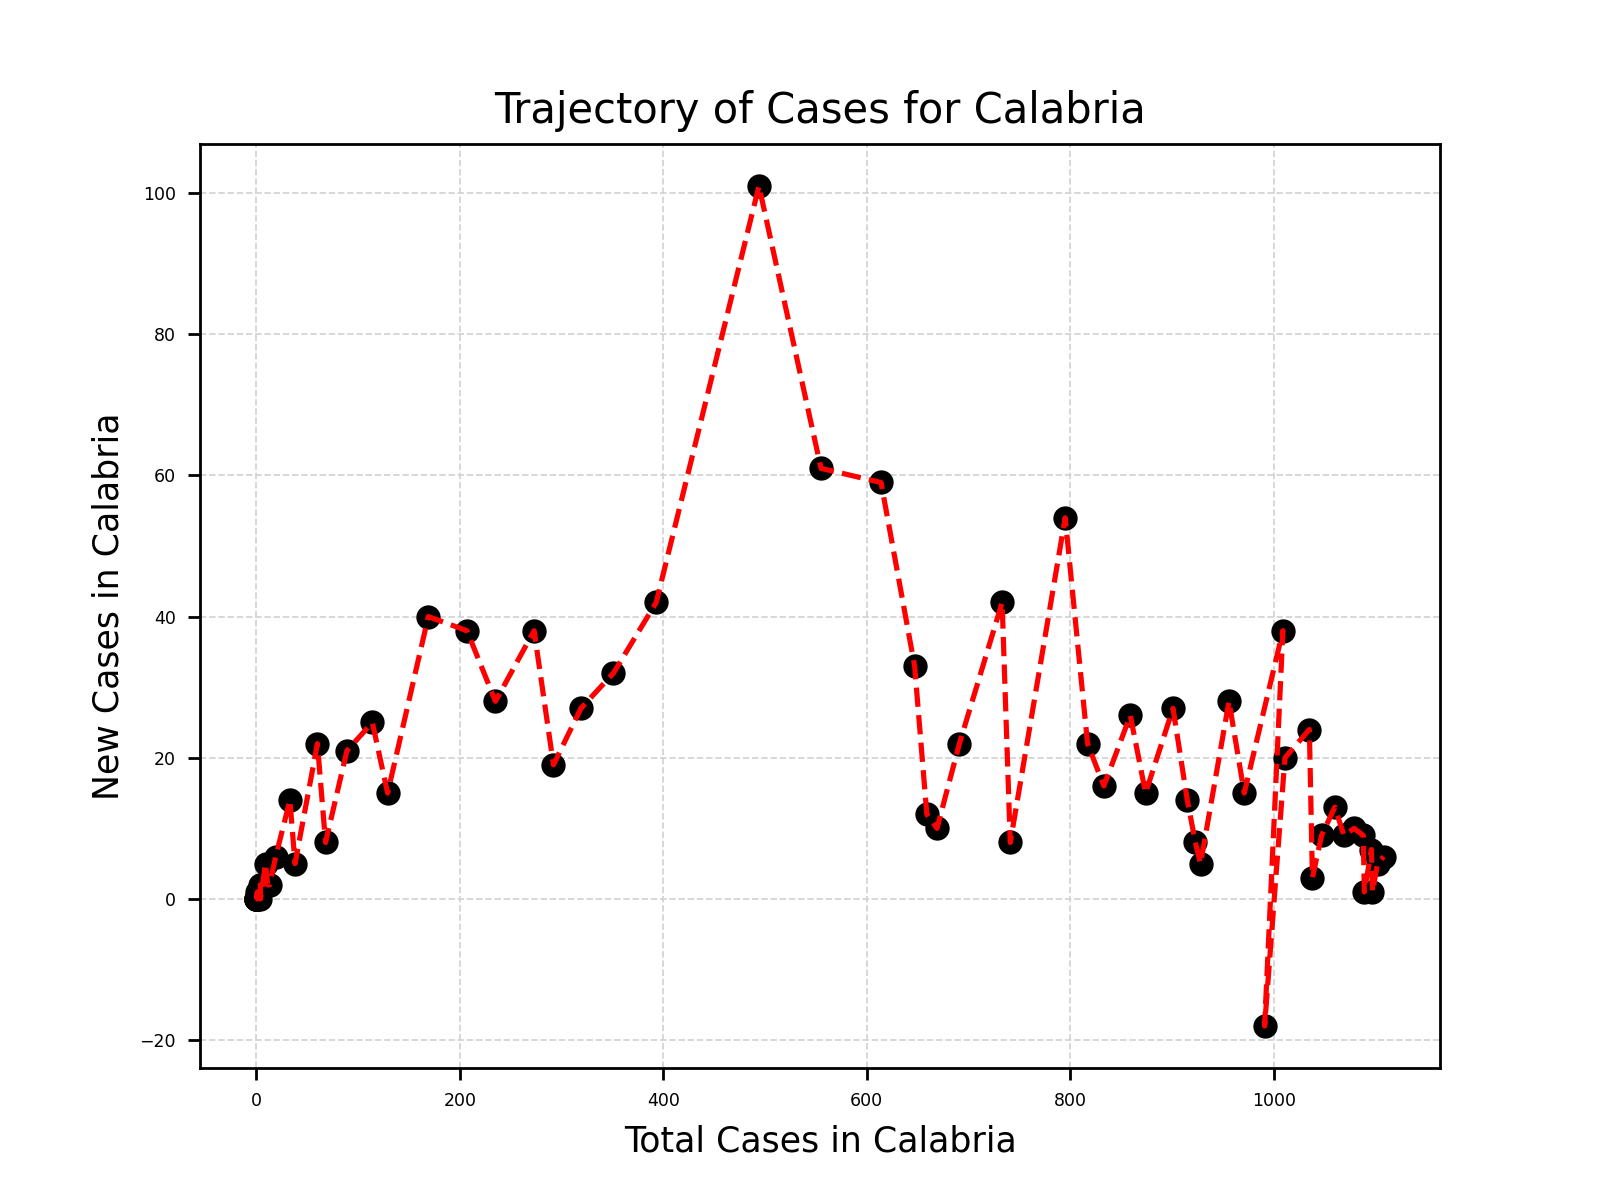 Trajectory of Cases for Calabria
New Cases in Calabria
100
80
60
40
20
0
−20
0 200 400 600 800 1000
Total Cases in Calabria